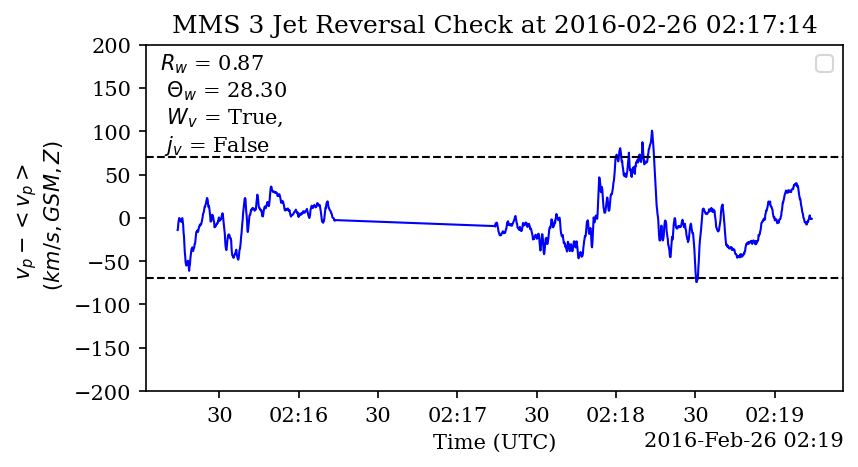 MMS 3 Jet Reversal Check at 2016-02-26 02:17:14
R_w = 0.87
Θ_w = 28.30
W_v = True,
j_v = False
v_p − < v_p >
(km/s, GSM, Z)
200
150
100
50
0
−50
−100
−150
−200
30 02:16 30 02:17 30 02:18 30 02:19
Time (UTC) 2016-Feb-26 02:19